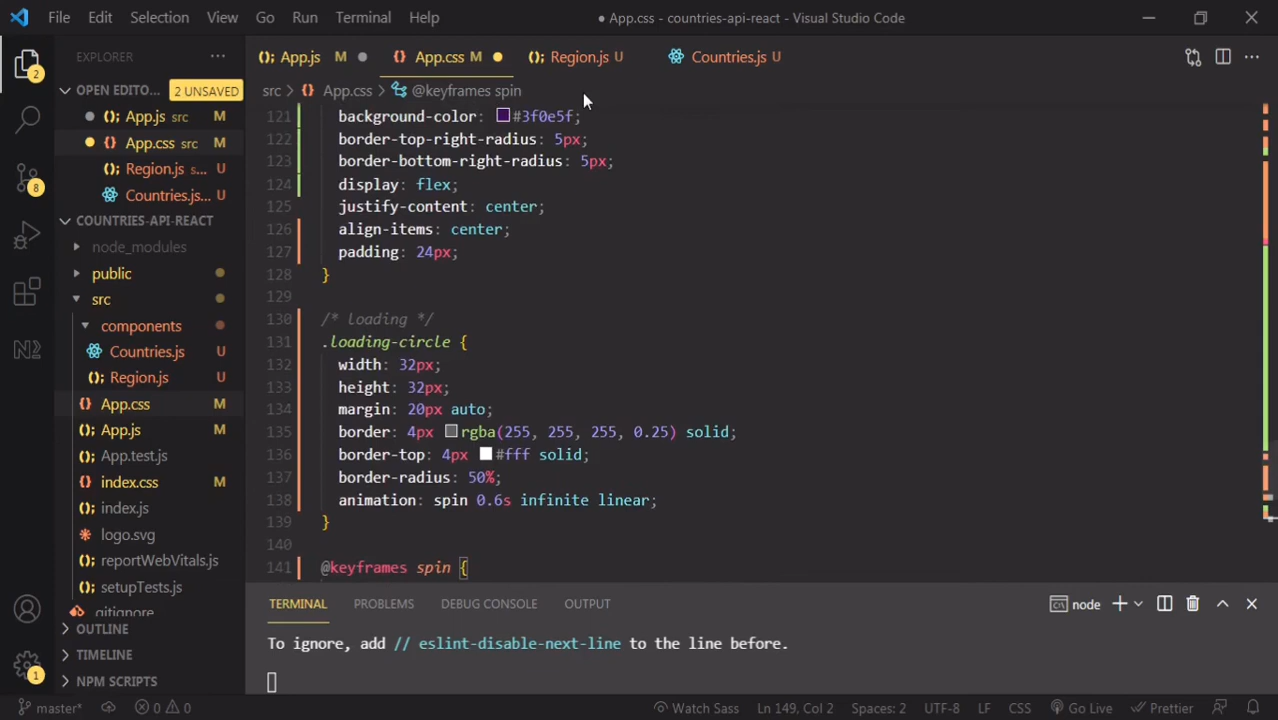 File Edit Selection View Go Run Terminal Help ● App.css - countries-api-react - Visual Studio Code
EXPLORER ···
App.js M App.css M Region.js U Countries.js U
2
OPEN EDITO... 2 UNSAVED
src > App.css > @keyframes spin
App.js src
App.css src M
Region.js s... U
Countries.js... U
8
COUNTRIES-API-REACT
node_modules
public
src
components
Countries.js U
Region.js U
App.css M
App.js M
App.test.js
index.css M
index.js
logo.svg
reportWebVitals.js
setupTests.js
.gitignore
OUTLINE
TIMELINE
NPM SCRIPTS
1
121 background-color: #3f0e5f;
122 border-top-right-radius: 5px;
123 border-bottom-right-radius: 5px;
124 display: flex;
125 justify-content: center;
126 align-items: center;
127 padding: 24px;
128 }
129
130 /* loading */
131 .loading-circle {
132 width: 32px;
133 height: 32px;
134 margin: 20px auto;
135 border: 4px rgba(255, 255, 255, 0.25) solid;
136 border-top: 4px #fff solid;
137 border-radius: 50%;
138 animation: spin 0.6s infinite linear;
139 }
140
141 @keyframes spin {
TERMINAL PROBLEMS DEBUG CONSOLE OUTPUT node
To ignore, add // eslint-disable-next-line to the line before.
master* 0 0 Watch Sass Ln 149, Col 2 Spaces: 2 UTF-8 LF CSS Go Live Prettier